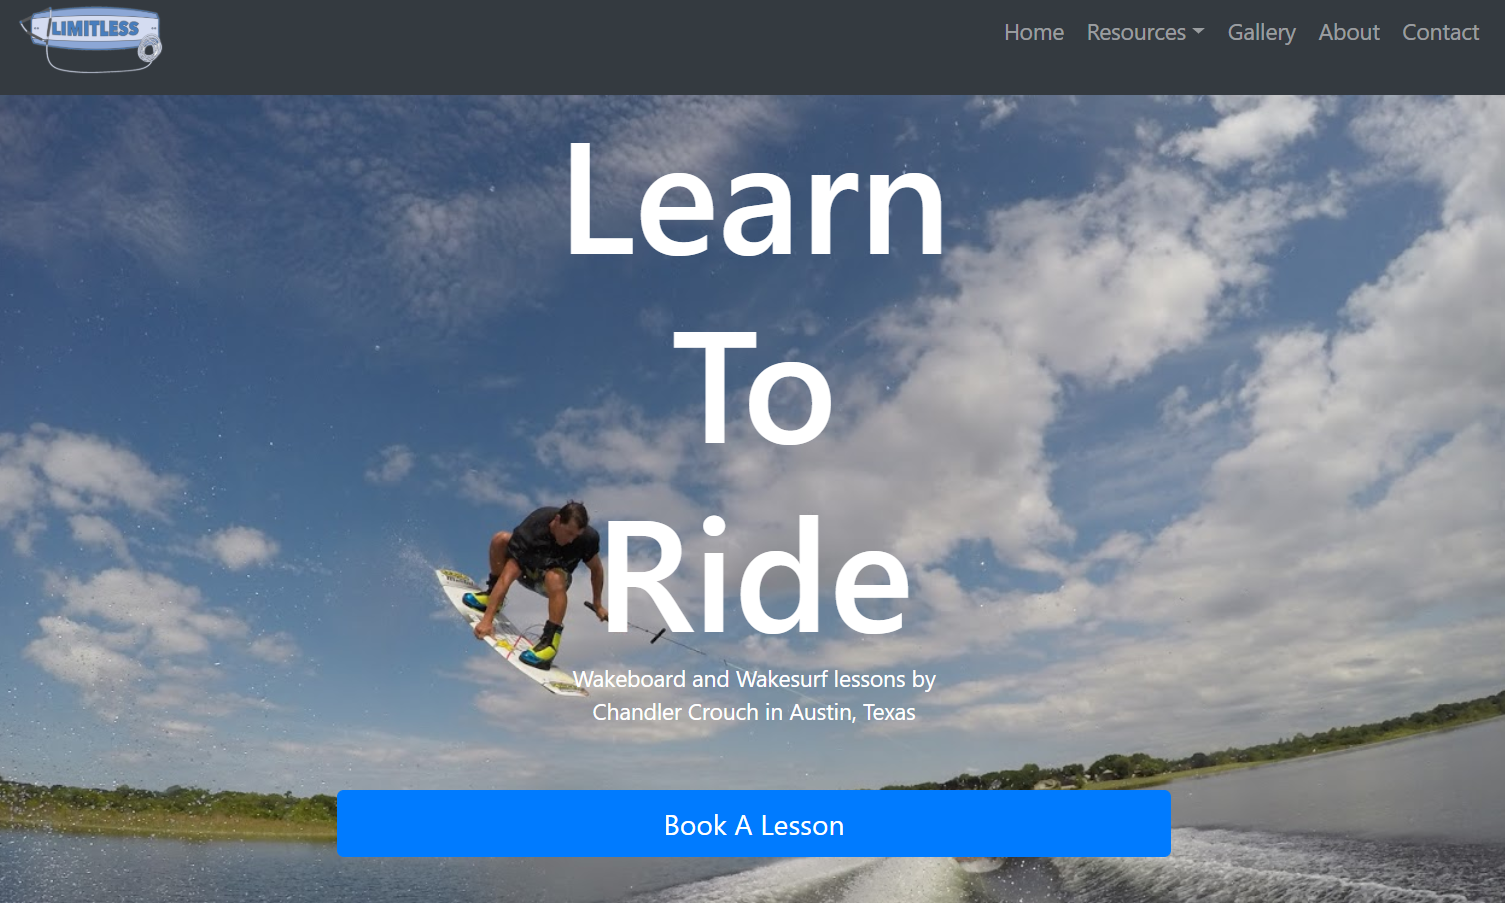 LIMITLESS
Home Resources Gallery About Contact
Learn
To
Ride
Wakeboard and Wakesurf lessons by
Chandler Crouch in Austin, Texas
Book A Lesson